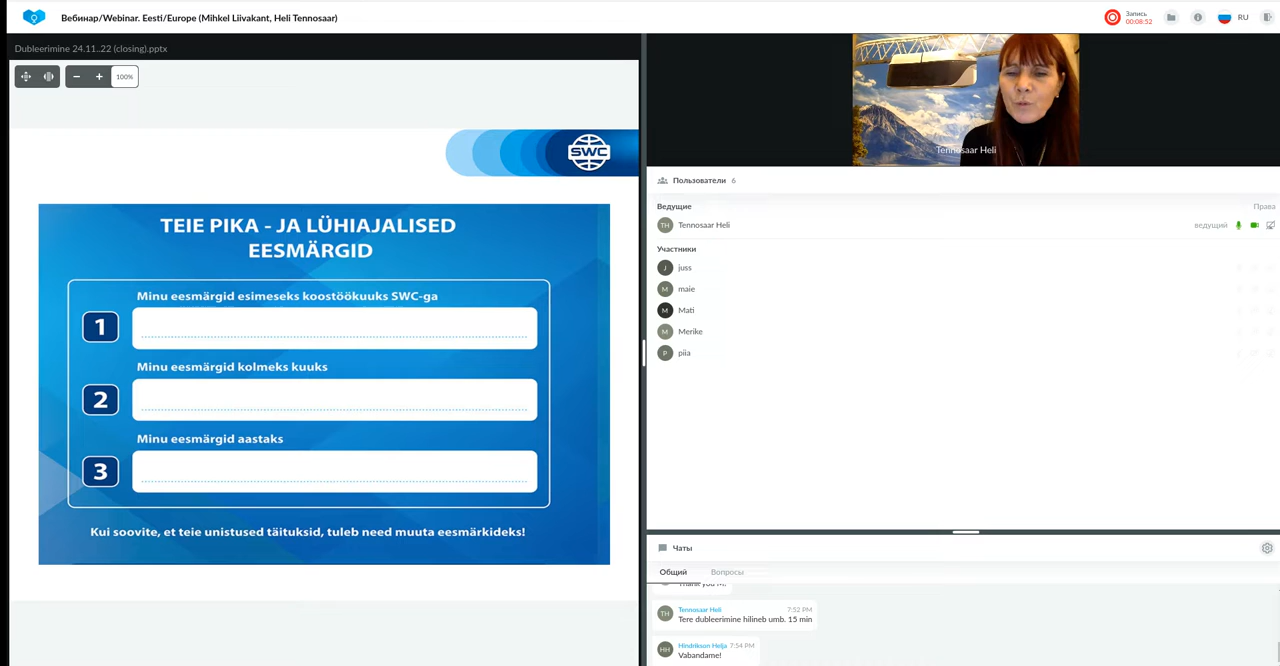 Вебинар/Webinar. Eesti/Europe (Mihkel Liivakant, Heli Tennosaar)
Запись
00:08:52
RU
Dubleerimine 24.11..22 (closing).pptx
100%
SWC
TEIE PIKA - JA LÜHIAJALISED
EESMÄRGID
Minu eesmärgid esimeseks koostöökuuks SWC-ga
1
Minu eesmärgid kolmeks kuuks
2
Minu eesmärgid aastaks
3
Kui soovite, et teie unistused täituksid, tuleb need muuta eesmärkideks!
Tennosaar Heli
Пользователи 6
Ведущие Права
TH Tennosaar Heli ведущий
Участники
J juss
M maie
M Mati
M Merike
P piia
Чаты
Общий Вопросы
Thank you M!
TH Tennosaar Heli 7:52 PM
Tere dubleerimine hilineb umb. 15 min
HH Hindrikson Helja 7:54 PM
Vabandame!